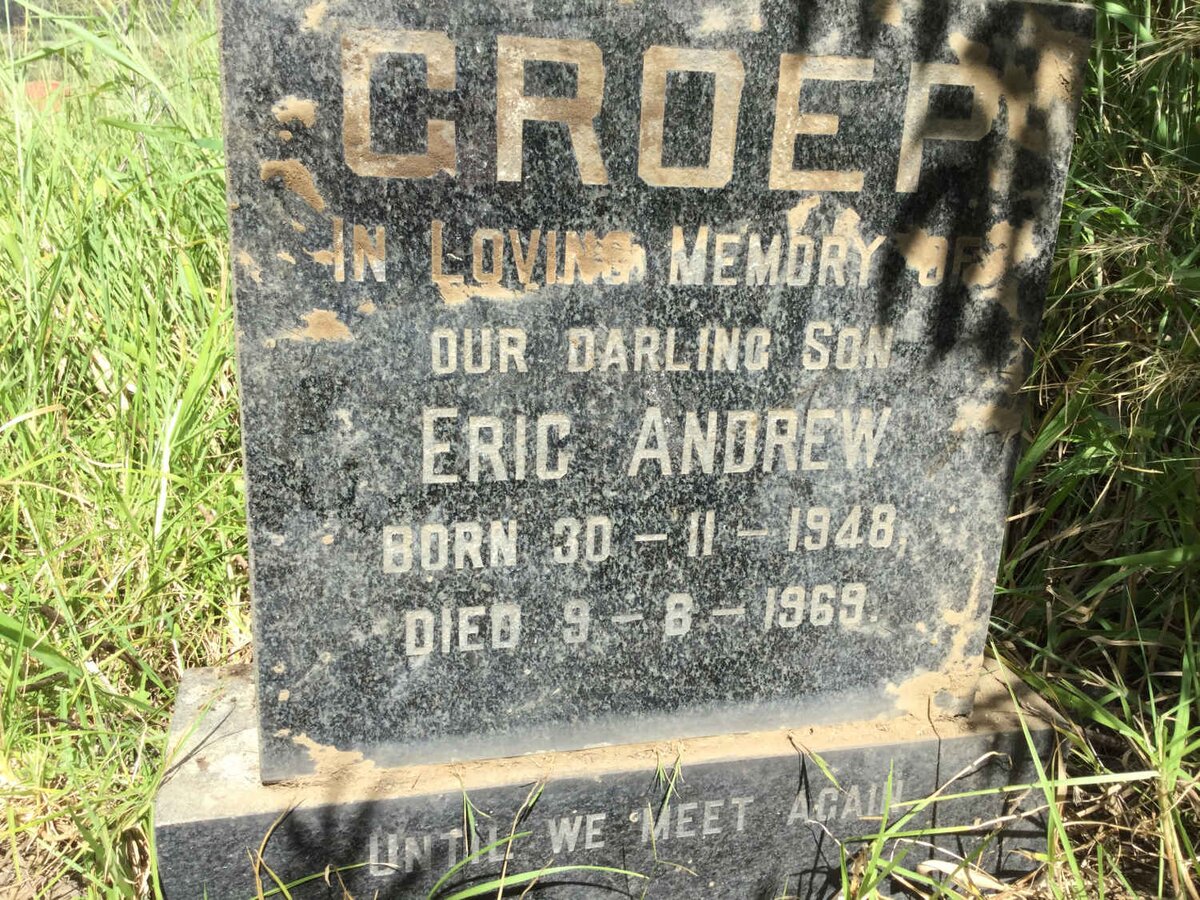 GROEP
IN LOVING MEMORY OF
OUR DARLING SON
ERIC ANDREW
BORN 30 – 11 – 1948,
DIED 9 – 8 – 1969.
UNTIL WE MEET AGAIN